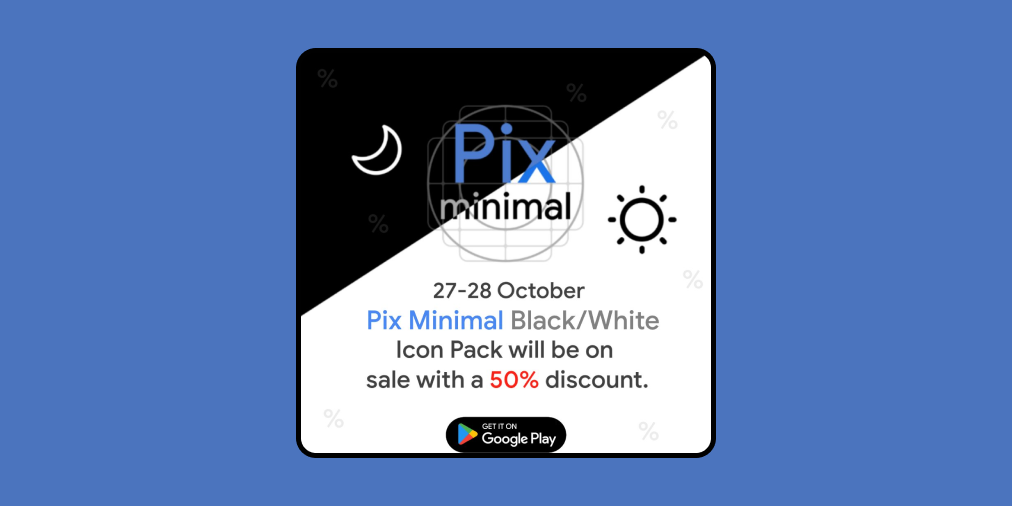 %
%
%
Pix
minimal
%
%
27-28 October
Pix Minimal Black/White
Icon Pack will be on
sale with a 50% discount.
%
%
GET IT ON
Google Play